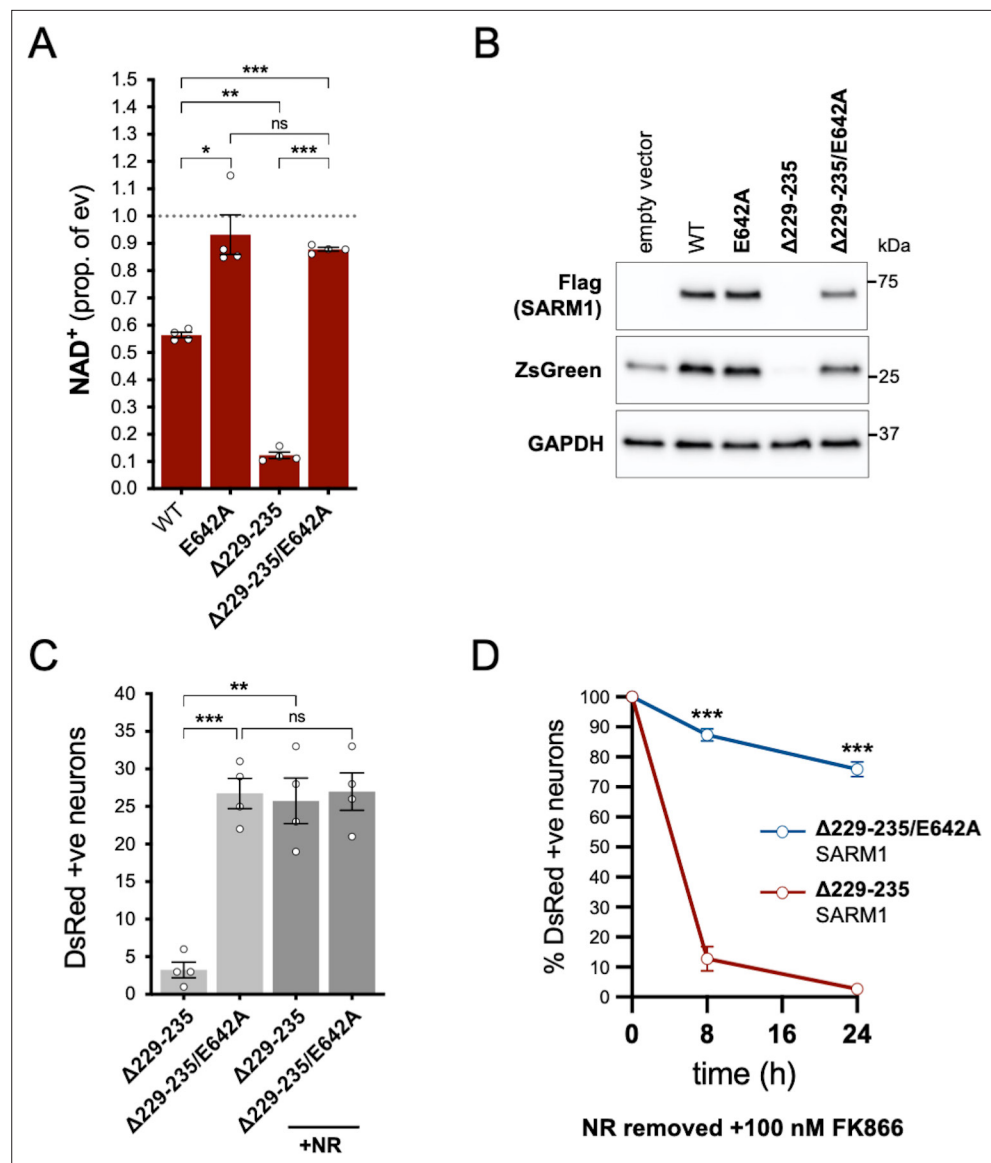 A
***
**
ns
*
***
1.5
1.4
1.3
1.2
1.1
1.0
0.9
0.8
0.7
0.6
0.5
0.4
0.3
0.2
0.1
0.0
NAD+ (prop. of ev)
WT
E642A
Δ229-235
Δ229-235/E642A
B
empty vector
WT
E642A
Δ229-235
Δ229-235/E642A
kDa
Flag
(SARM1)
75
ZsGreen
25
GAPDH
37
C
**
***
ns
40
35
30
25
20
15
10
5
0
DsRed +ve neurons
Δ229-235
Δ229-235/E642A
Δ229-235
Δ229-235/E642A
+NR
D
100
90
80
70
60
50
40
30
20
10
0
% DsRed +ve neurons
***
***
Δ229-235/E642A
SARM1
Δ229-235
SARM1
0
8
16
24
time (h)
NR removed +100 nM FK866